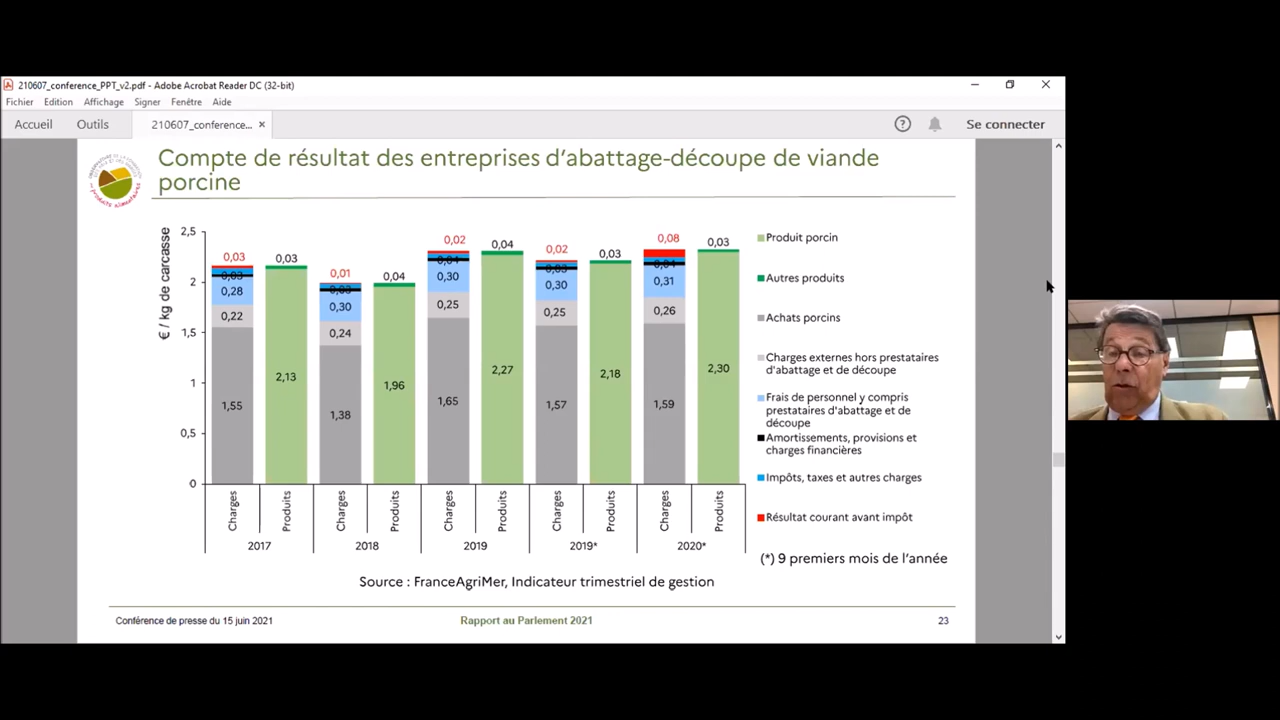 210607_conference_PPT_v2.pdf - Adobe Acrobat Reader DC (32-bit)
Fichier Edition Affichage Signer Fenêtre Aide
Accueil Outils 210607_conference... × Se connecter
Compte de résultat des entreprises d'abattage-découpe de viande
porcine
€ / kg de carcasse
2,5
2
1,5
1
0,5
0
0,03 0,03 0,01 0,04 0,02 0,04 0,02 0,03 0,08 0,03
0,03 0,03 0,04 0,03 0,04
0,28 0,30 0,30 0,30 0,31
0,22 0,24 0,25 0,25 0,26
1,55 2,13 1,38 1,96 1,65 2,27 1,57 2,18 1,59 2,30
Charges Produits Charges Produits Charges Produits Charges Produits Charges Produits
2017 2018 2019 2019* 2020*
Produit porcin
Autres produits
Achats porcins
Charges externes hors prestataires
d'abattage et de découpe
Frais de personnel y compris
prestataires d'abattage et de
découpe
Amortissements, provisions et
charges financières
Impôts, taxes et autres charges
Résultat courant avant impôt
(*) 9 premiers mois de l'année
Source : FranceAgriMer, Indicateur trimestriel de gestion
Conférence de presse du 15 juin 2021 Rapport au Parlement 2021 23